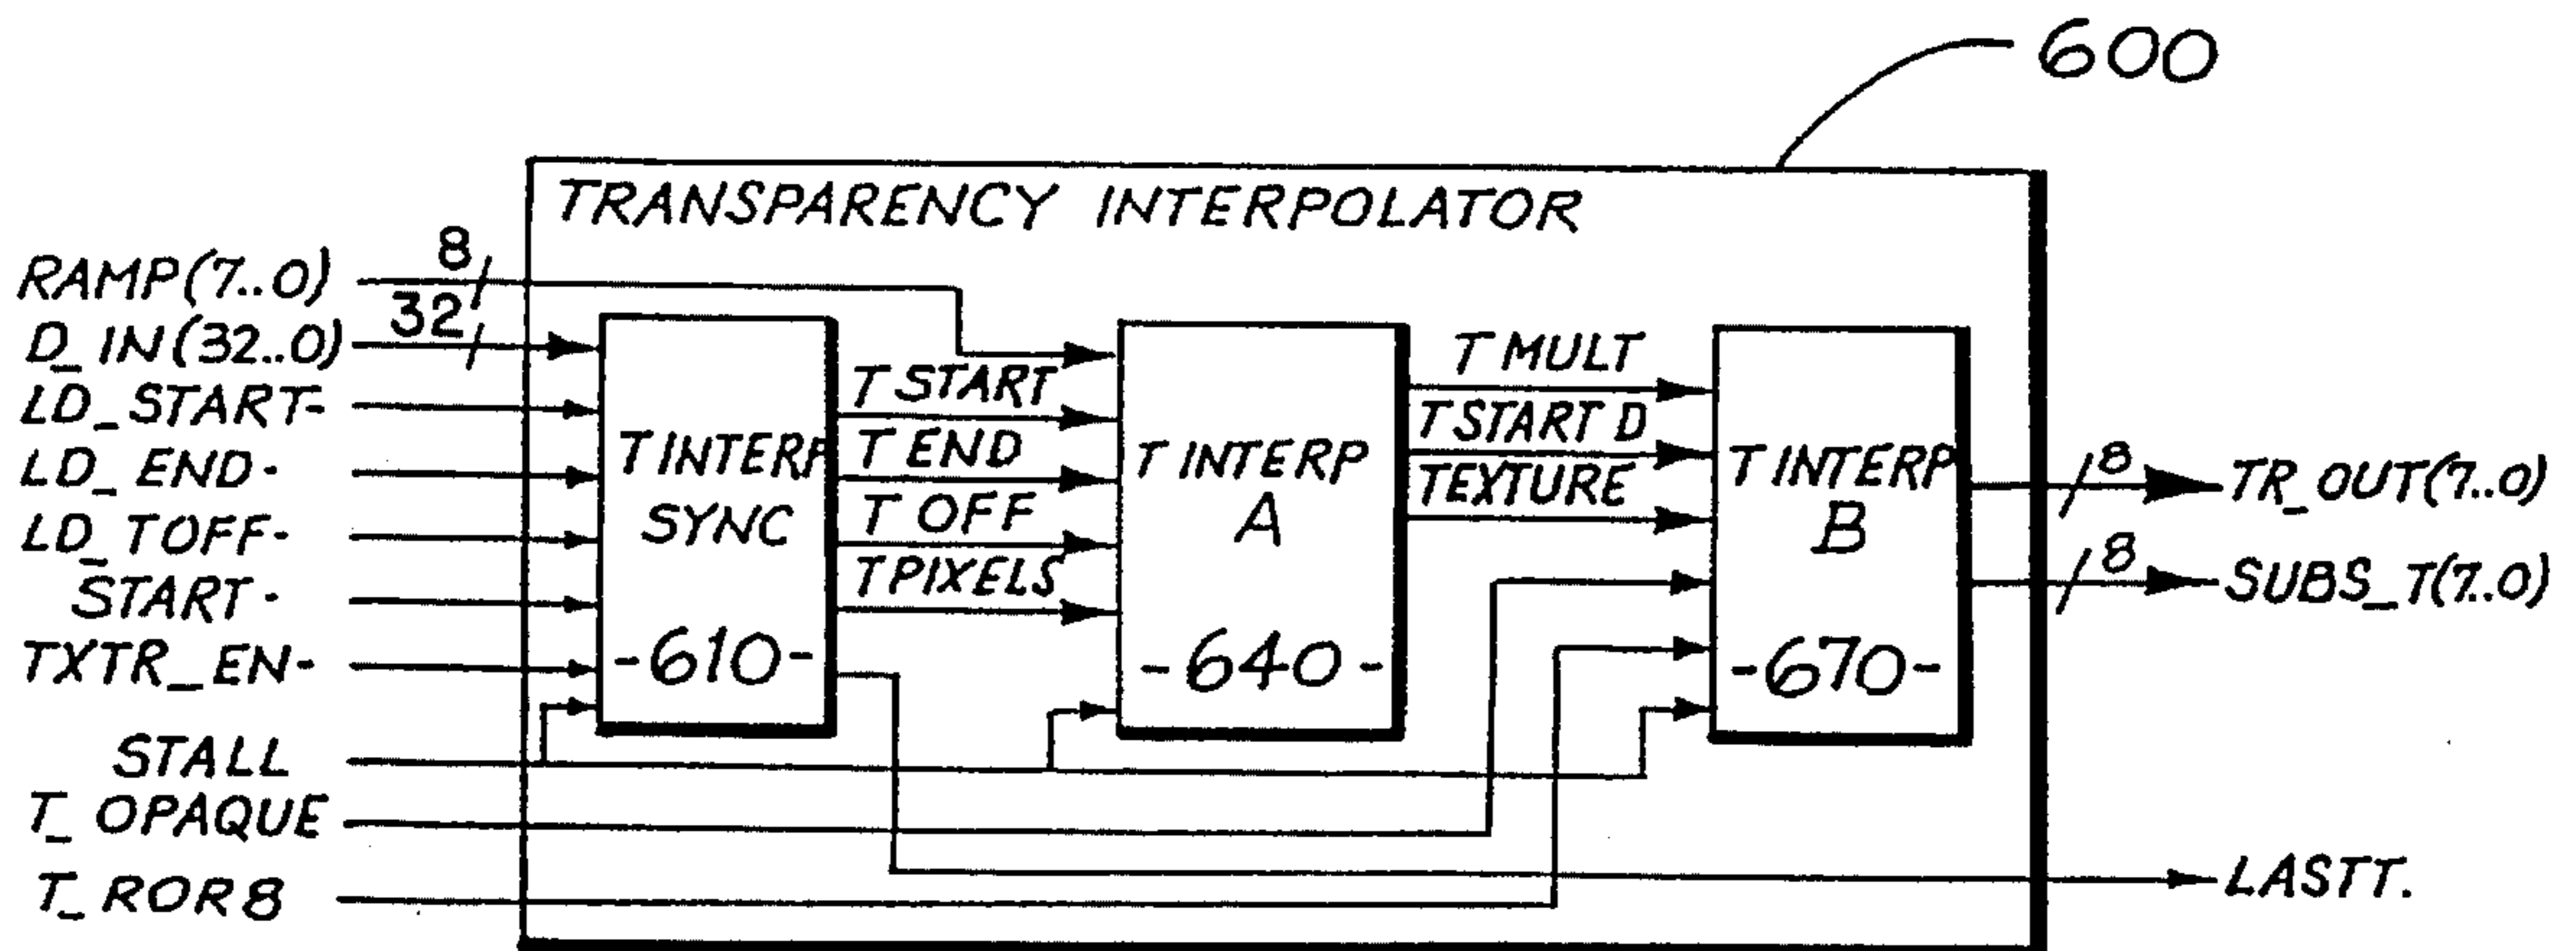 600
TRANSPARENCY INTERPOLATOR
RAMP(7..0)
8
D_IN(32..0)
32
LD_START-
LD_END-
LD_TOFF-
START-
TXTR_EN-
STALL
T_OPAQUE
T_ROR8
T INTERP
SYNC
-610-
T START
T END
T OFF
T PIXELS
T INTERP
A
-640-
T MULT
T START D
TEXTURE
T INTERP
B
-670-
8
TR_OUT(7..0)
8
SUBS_T(7..0)
LASTT.